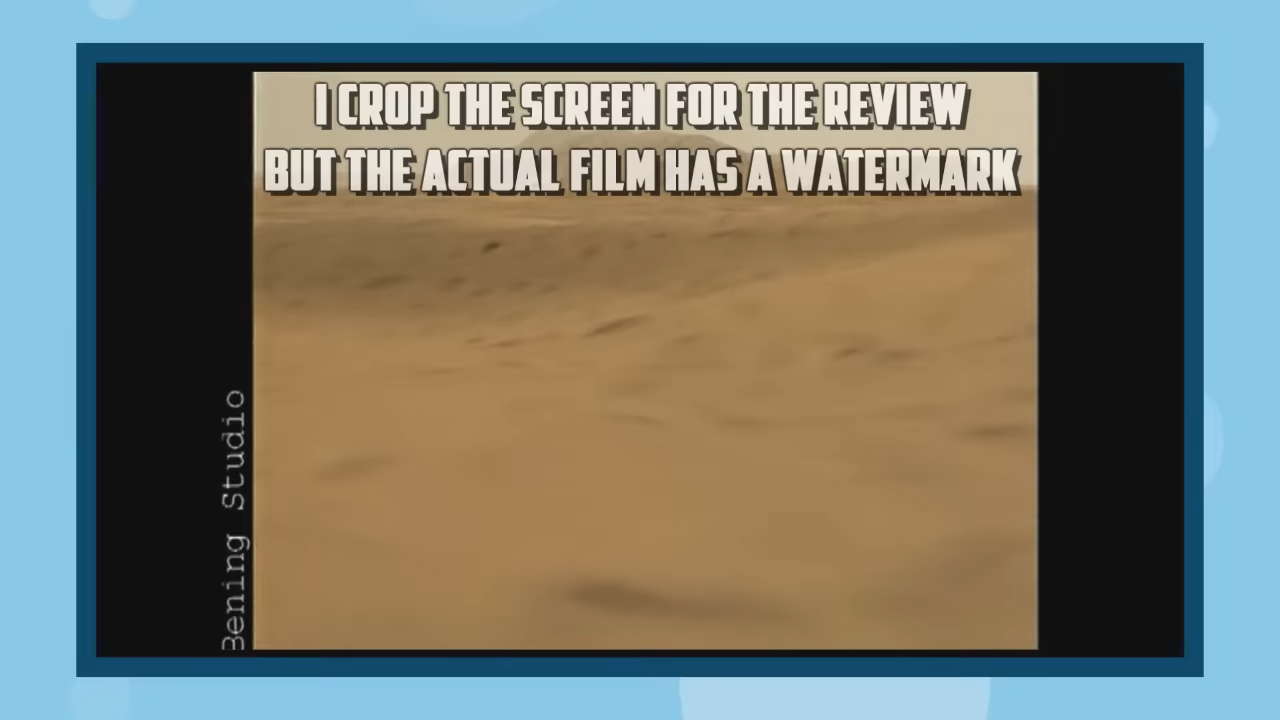 I CROP THE SCREEN FOR THE REVIEW
BUT THE ACTUAL FILM HAS A WATERMARK
Bening Studio